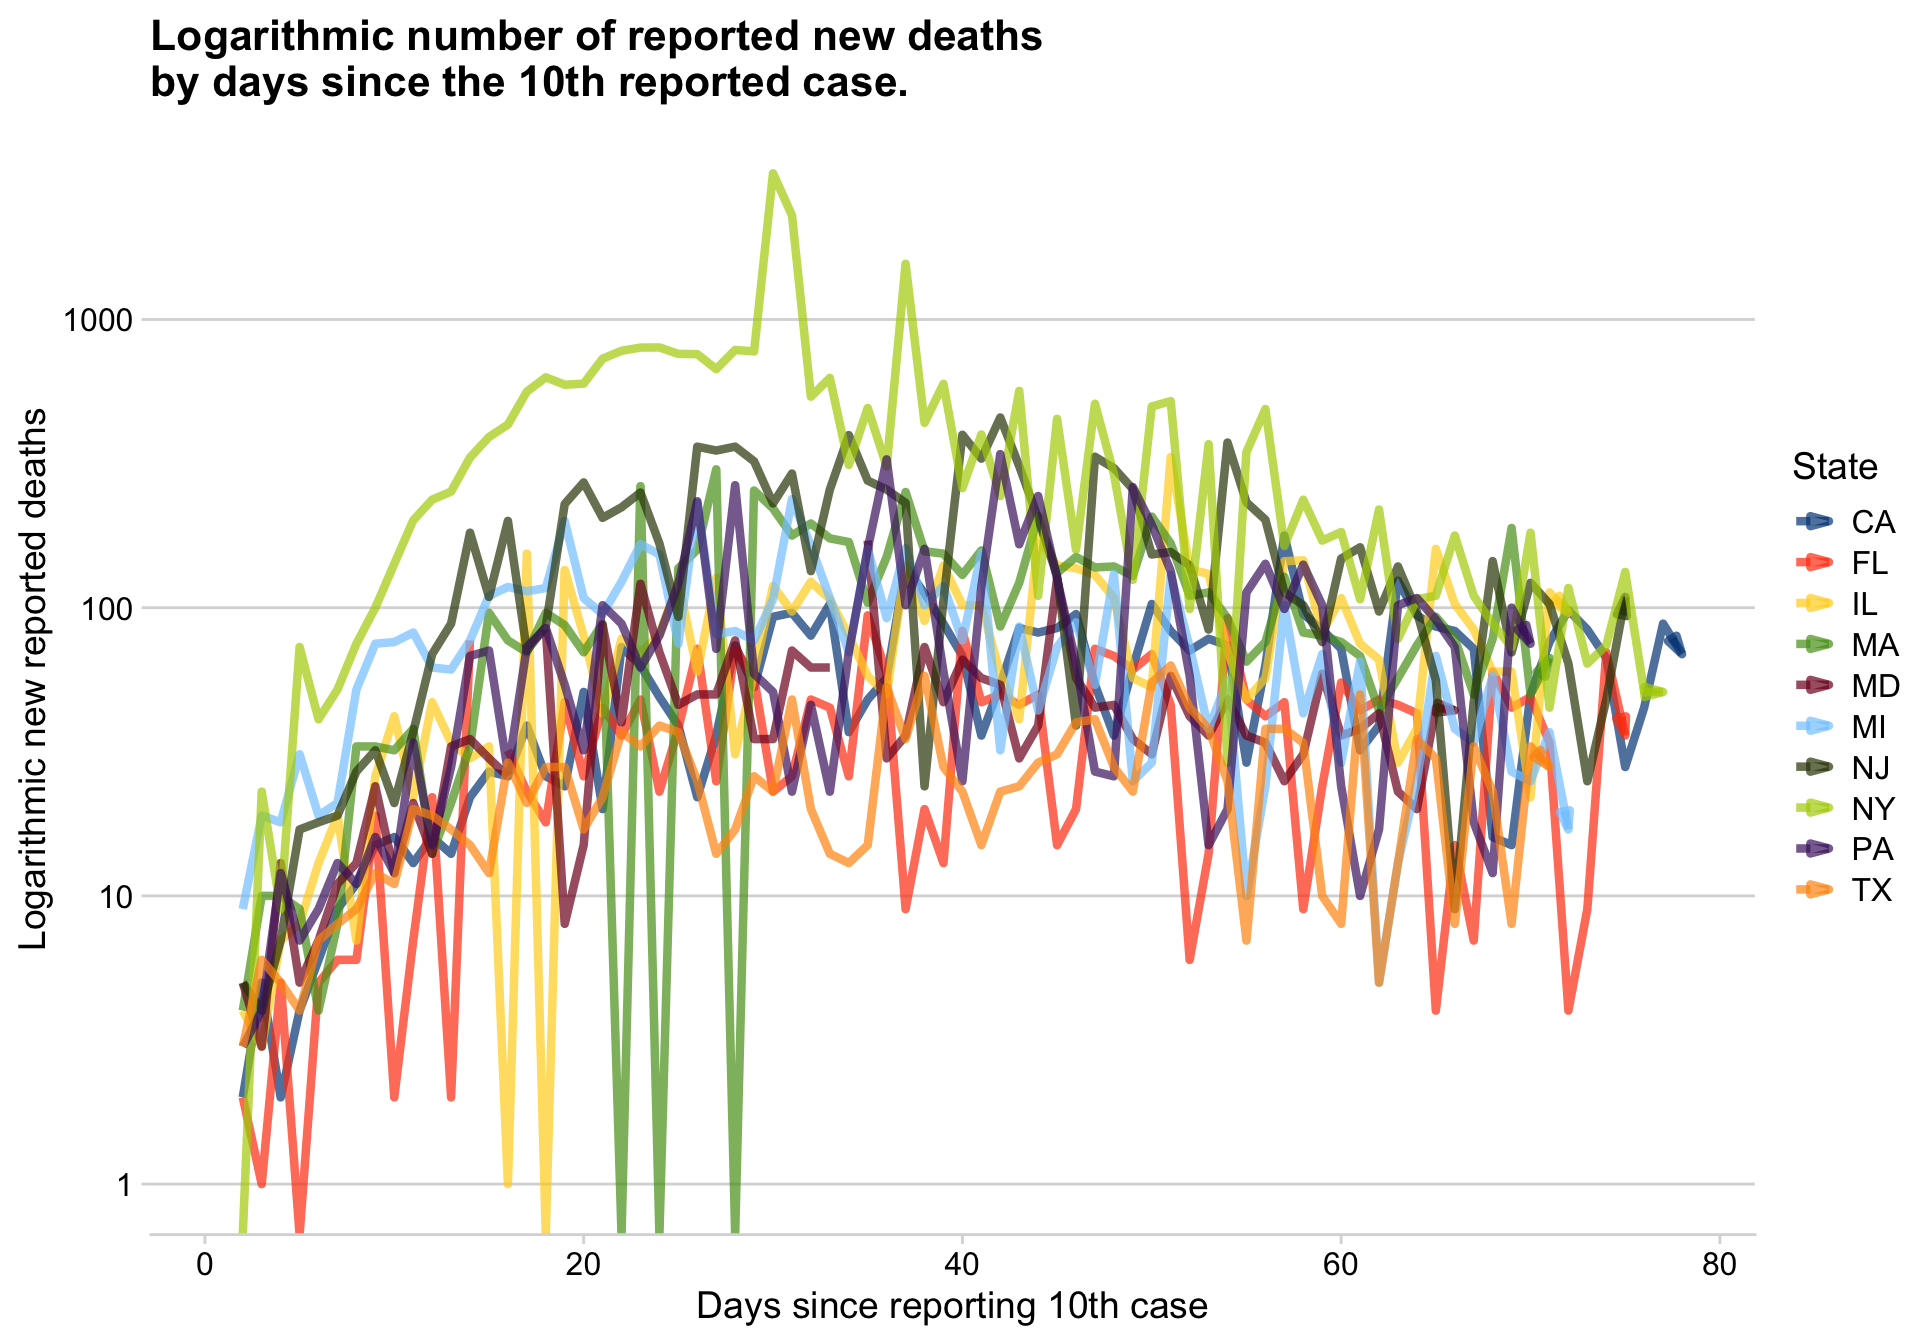 Logarithmic number of reported new deaths
by days since the 10th reported case.
Logarithmic new reported deaths
1000
100
10
1
0
20
40
60
80
Days since reporting 10th case
State
CA
FL
IL
MA
MD
MI
NJ
NY
PA
TX